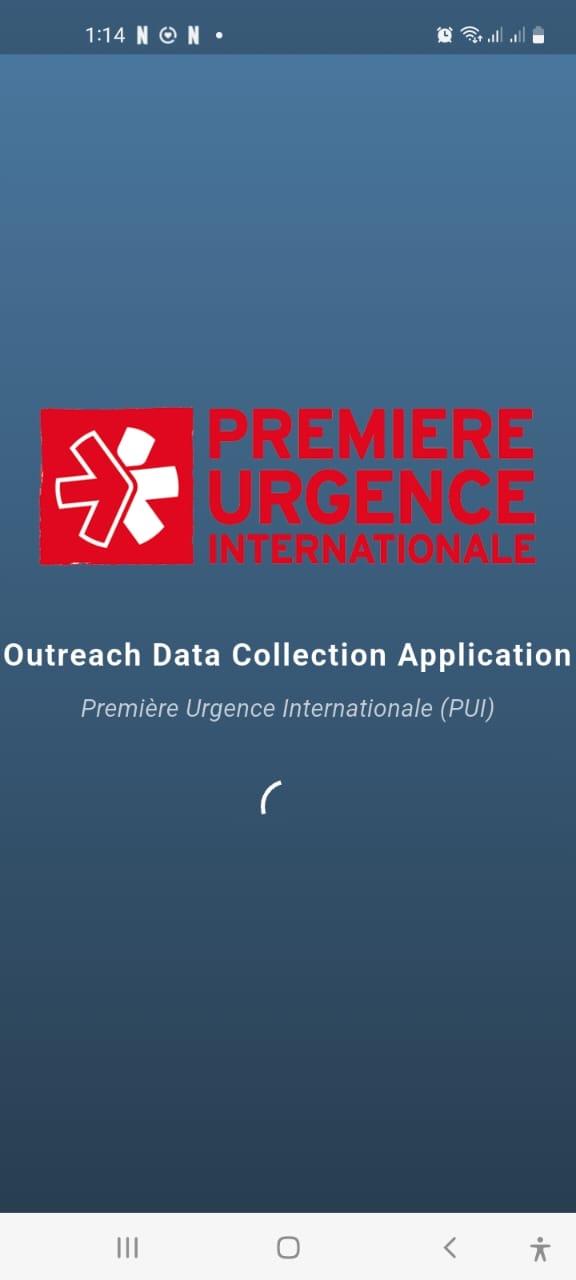 1:14
PREMIERE
URGENCE
INTERNATIONALE
Outreach Data Collection Application
Première Urgence Internationale (PUI)